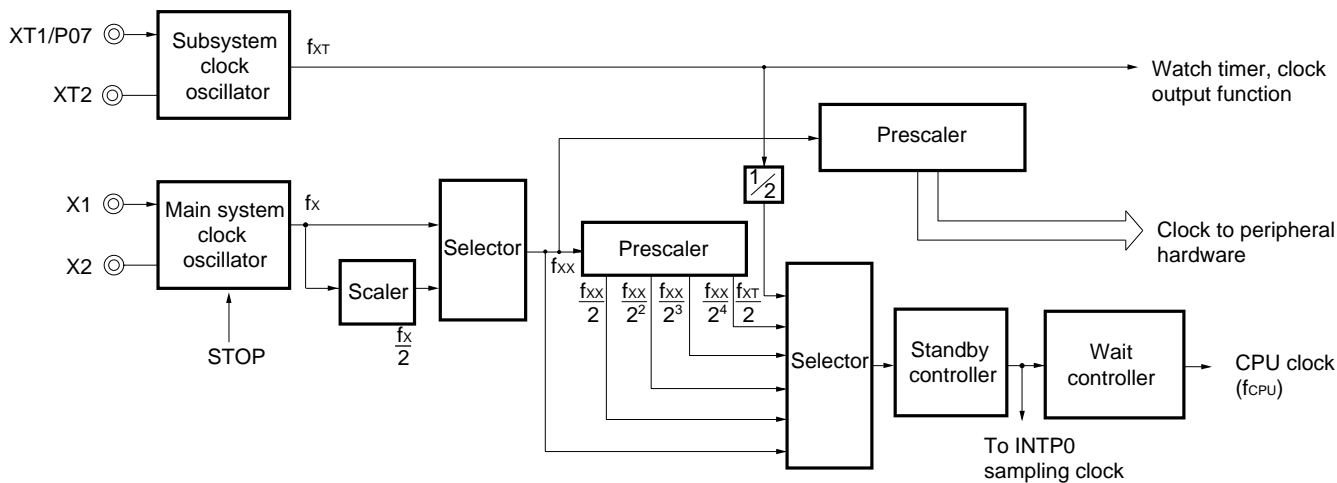 XT1/P07
XT2
Subsystem
clock
oscillator
fXT
Watch timer, clock
output function
Prescaler
1/2
X1
X2
Main system
clock
oscillator
fX
Selector
Scaler
fX/2
STOP
fXX
Prescaler
fXX/2 fXX/2² fXX/2³ fXX/2⁴ fXT/2
Clock to peripheral
hardware
Selector
Standby
controller
Wait
controller
CPU clock
(fCPU)
To INTP0
sampling clock